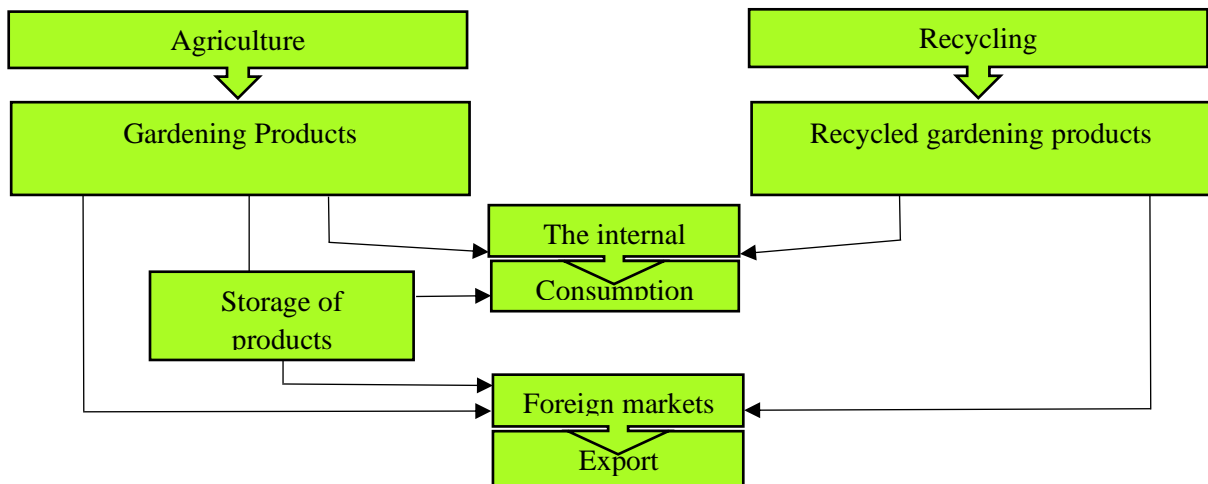 Agriculture
Recycling
Gardening Products
Recycled gardening products
The internal
Consumption
Storage of
products
Foreign markets
Export